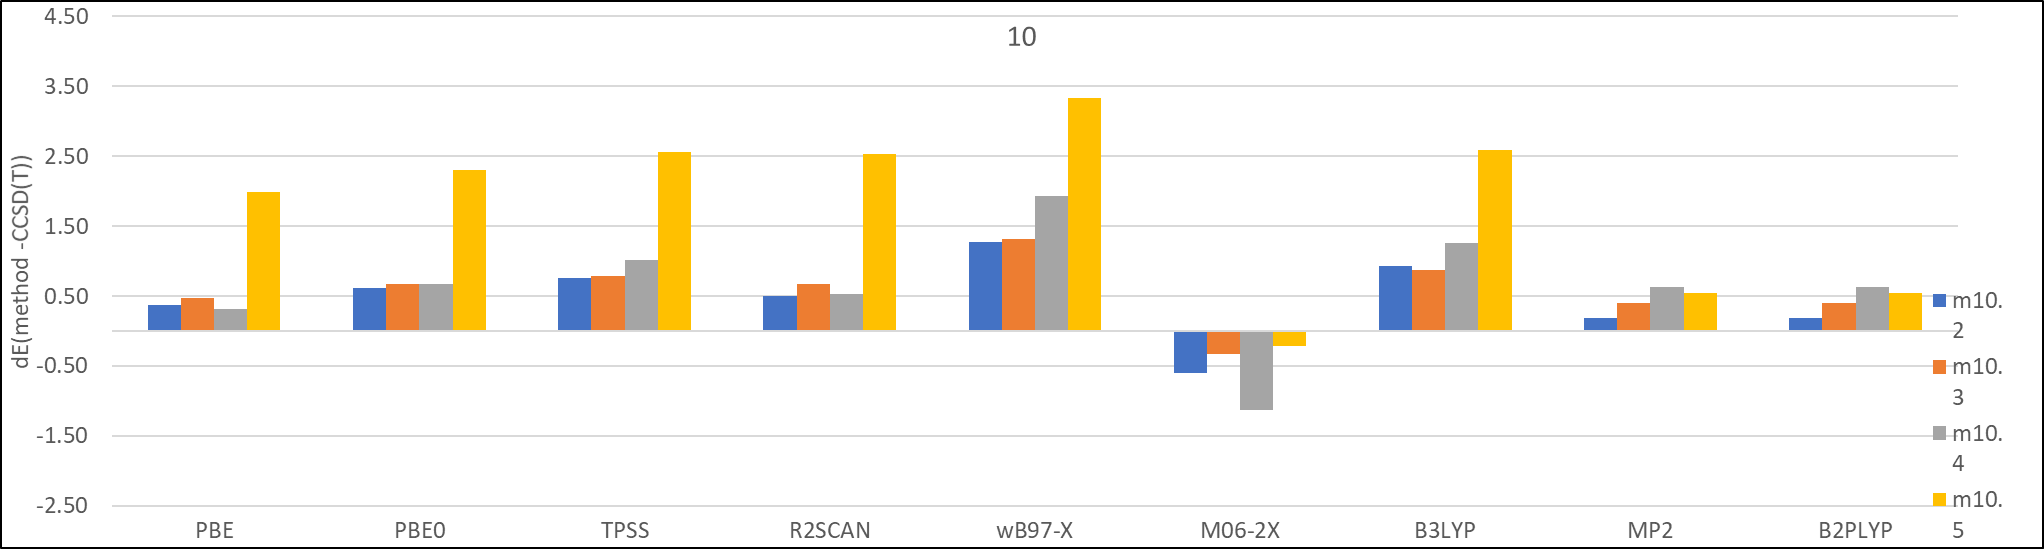 10
dE(method -CCSD(T))
4.50
3.50
2.50
1.50
0.50
-0.50
-1.50
-2.50
PBE PBE0 TPSS R2SCAN wB97-X M06-2X B3LYP MP2 B2PLYP
m10.
2
m10.
3
m10.
4
m10.
5